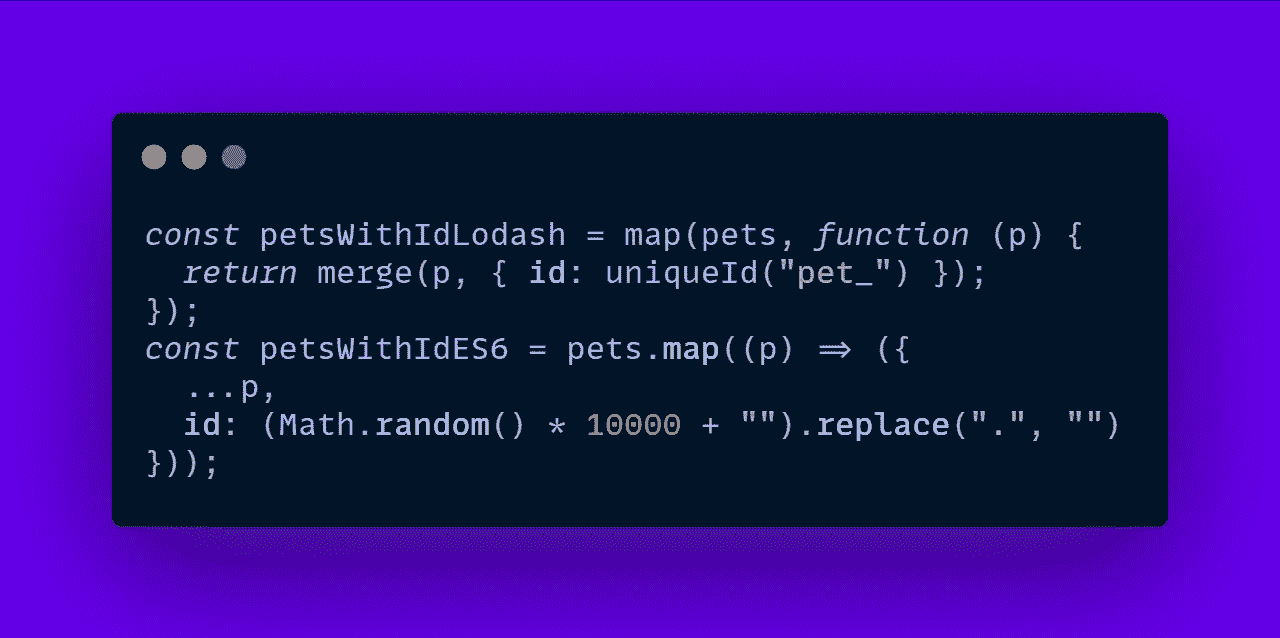 const petsWithIdLodash = map(pets, function (p) {
  return merge(p, { id: uniqueId("pet_") });
});
const petsWithIdES6 = pets.map((p) => ({
  ...p,
  id: (Math.random() * 10000 + "").replace(".", "")
}));